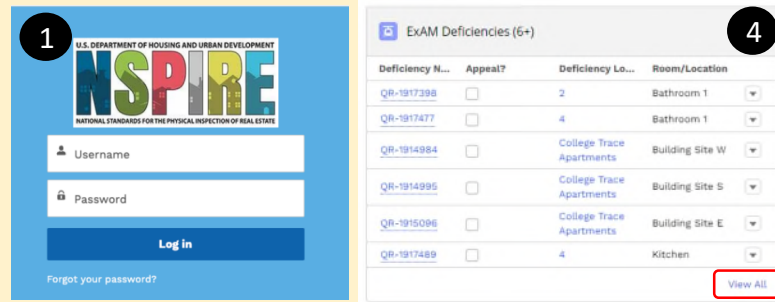 1
U.S. DEPARTMENT OF HOUSING AND URBAN DEVELOPMENT
NSPIRE
NATIONAL STANDARDS FOR THE PHYSICAL INSPECTION OF REAL ESTATE
Username
Password
Log in
Forgot your password?
4
ExAM Deficiencies (6+)
Deficiency N... Appeal? Deficiency Lo... Room/Location
QR-1917398 2 Bathroom 1
QR-1917477 4 Bathroom 1
QR-1914984 College Trace Apartments Building Site W
QR-1914995 College Trace Apartments Building Site S
QR-1915096 College Trace Apartments Building Site E
QR-1917489 4 Kitchen
View All